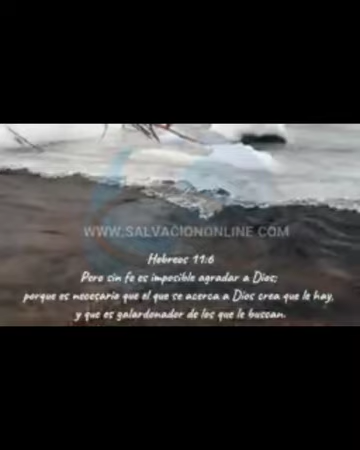 WWW.SALVACIONONLINE.COM
Hebreos 11:6
Pero sin fe es imposible agradar a Dios;
porque es necesario que el que se acerca a Dios crea que le hay,
y que es galardonador de los que le buscan.